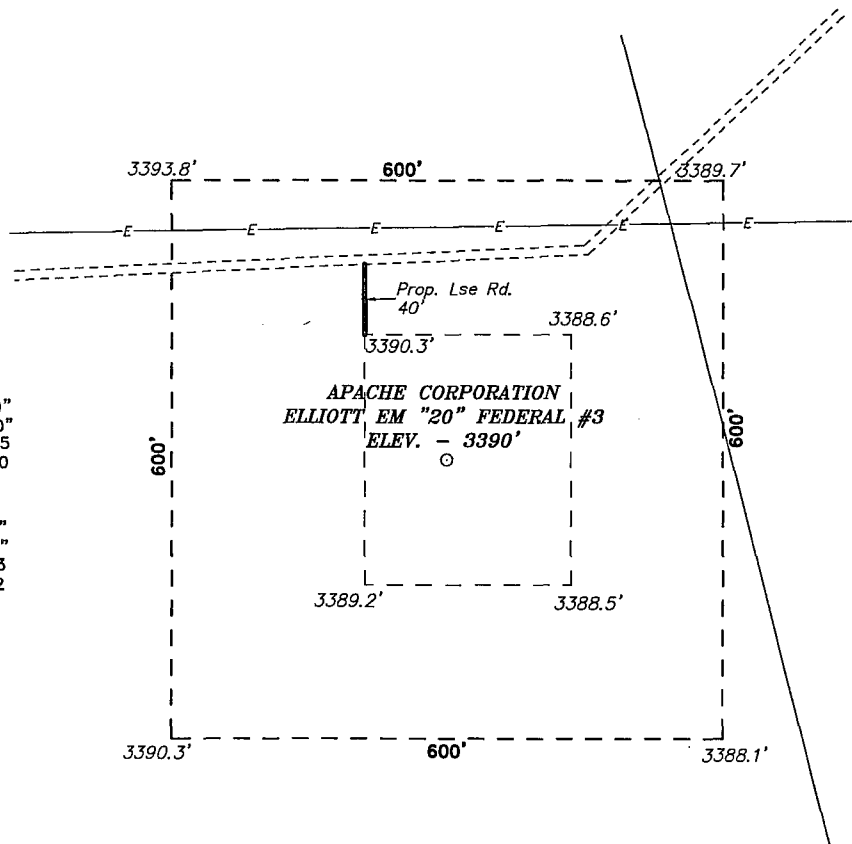 3393.8'
600'
3389.7'
E E E E E E
Prop. Lse Rd.
40'
3388.6'
3390.3'
APACHE CORPORATION
ELLIOTT EM "20" FEDERAL #3
ELEV. - 3390'
600'
600'
3389.2'
3388.5'
3390.3'
600'
3388.1'